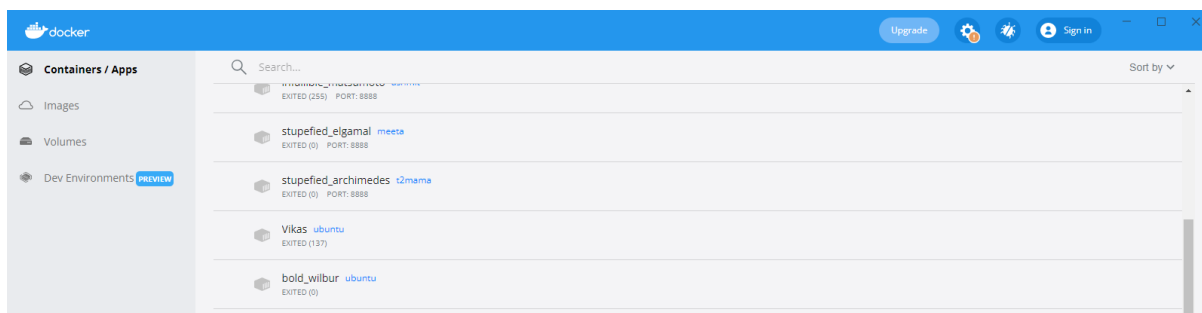 docker
Upgrade
Sign in
Containers / Apps
Images
Volumes
Dev Environments PREVIEW
Search...
Sort by
EXITED (255) PORT: 8888
stupefied_elgamal meeta
EXITED (0) PORT: 8888
stupefied_archimedes t2mama
EXITED (0) PORT: 8888
Vikas ubuntu
EXITED (137)
bold_wilbur ubuntu
EXITED (0)